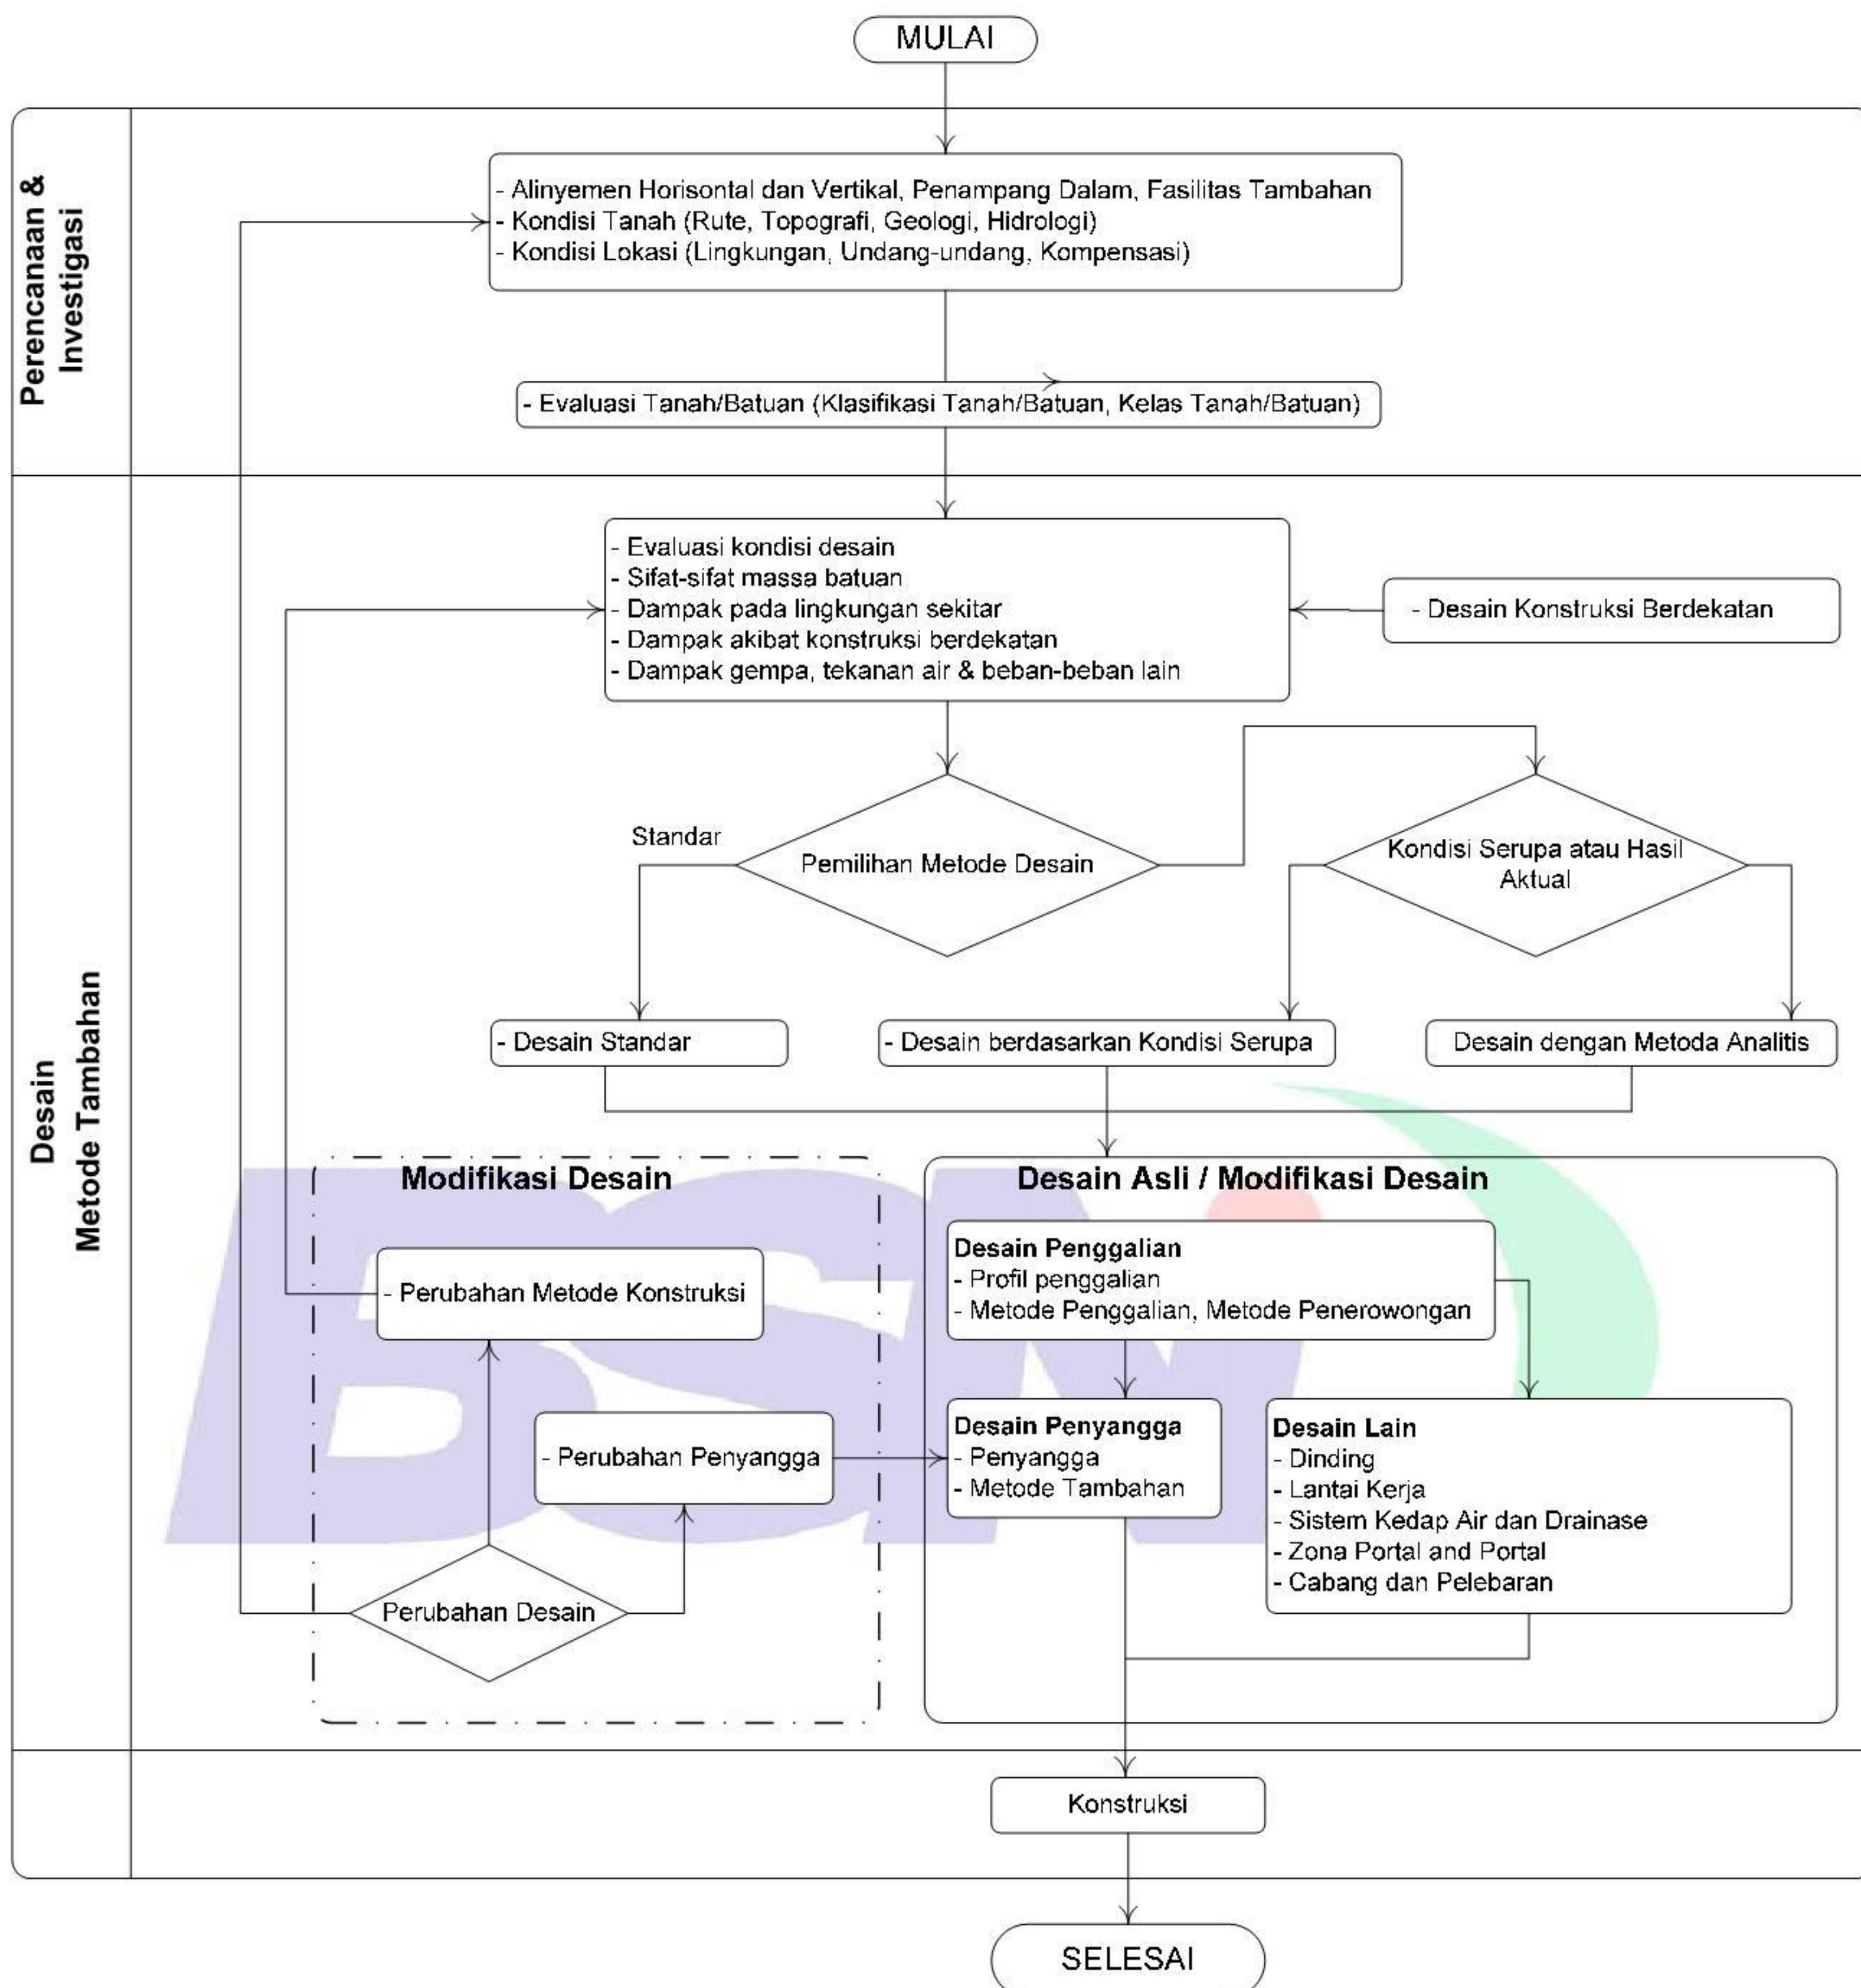 MULAI
Perencanaan &
Investigasi
- Alinyemen Horisontal dan Vertikal, Penampang Dalam, Fasilitas Tambahan
- Kondisi Tanah (Rute, Topografi, Geologi, Hidrologi)
- Kondisi Lokasi (Lingkungan, Undang-undang, Kompensasi)
- Evaluasi Tanah/Batuan (Klasifikasi Tanah/Batuan, Kelas Tanah/Batuan)
Desain
Metode Tambahan
- Evaluasi kondisi desain
- Sifat-sifat massa batuan
- Dampak pada lingkungan sekitar
- Dampak akibat konstruksi berdekatan
- Dampak gempa, tekanan air & beban-beban lain
- Desain Konstruksi Berdekatan
Standar
Pemilihan Metode Desain
Kondisi Serupa atau Hasil
Aktual
- Desain Standar
- Desain berdasarkan Kondisi Serupa
Desain dengan Metoda Analitis
Modifikasi Desain
- Perubahan Metode Konstruksi
- Perubahan Penyangga
Perubahan Desain
Desain Asli / Modifikasi Desain
Desain Penggalian
- Profil penggalian
- Metode Penggalian, Metode Penerowongan
Desain Penyangga
- Penyangga
- Metode Tambahan
Desain Lain
- Dinding
- Lantai Kerja
- Sistem Kedap Air dan Drainase
- Zona Portal and Portal
- Cabang dan Pelebaran
BSN
Konstruksi
SELESAI